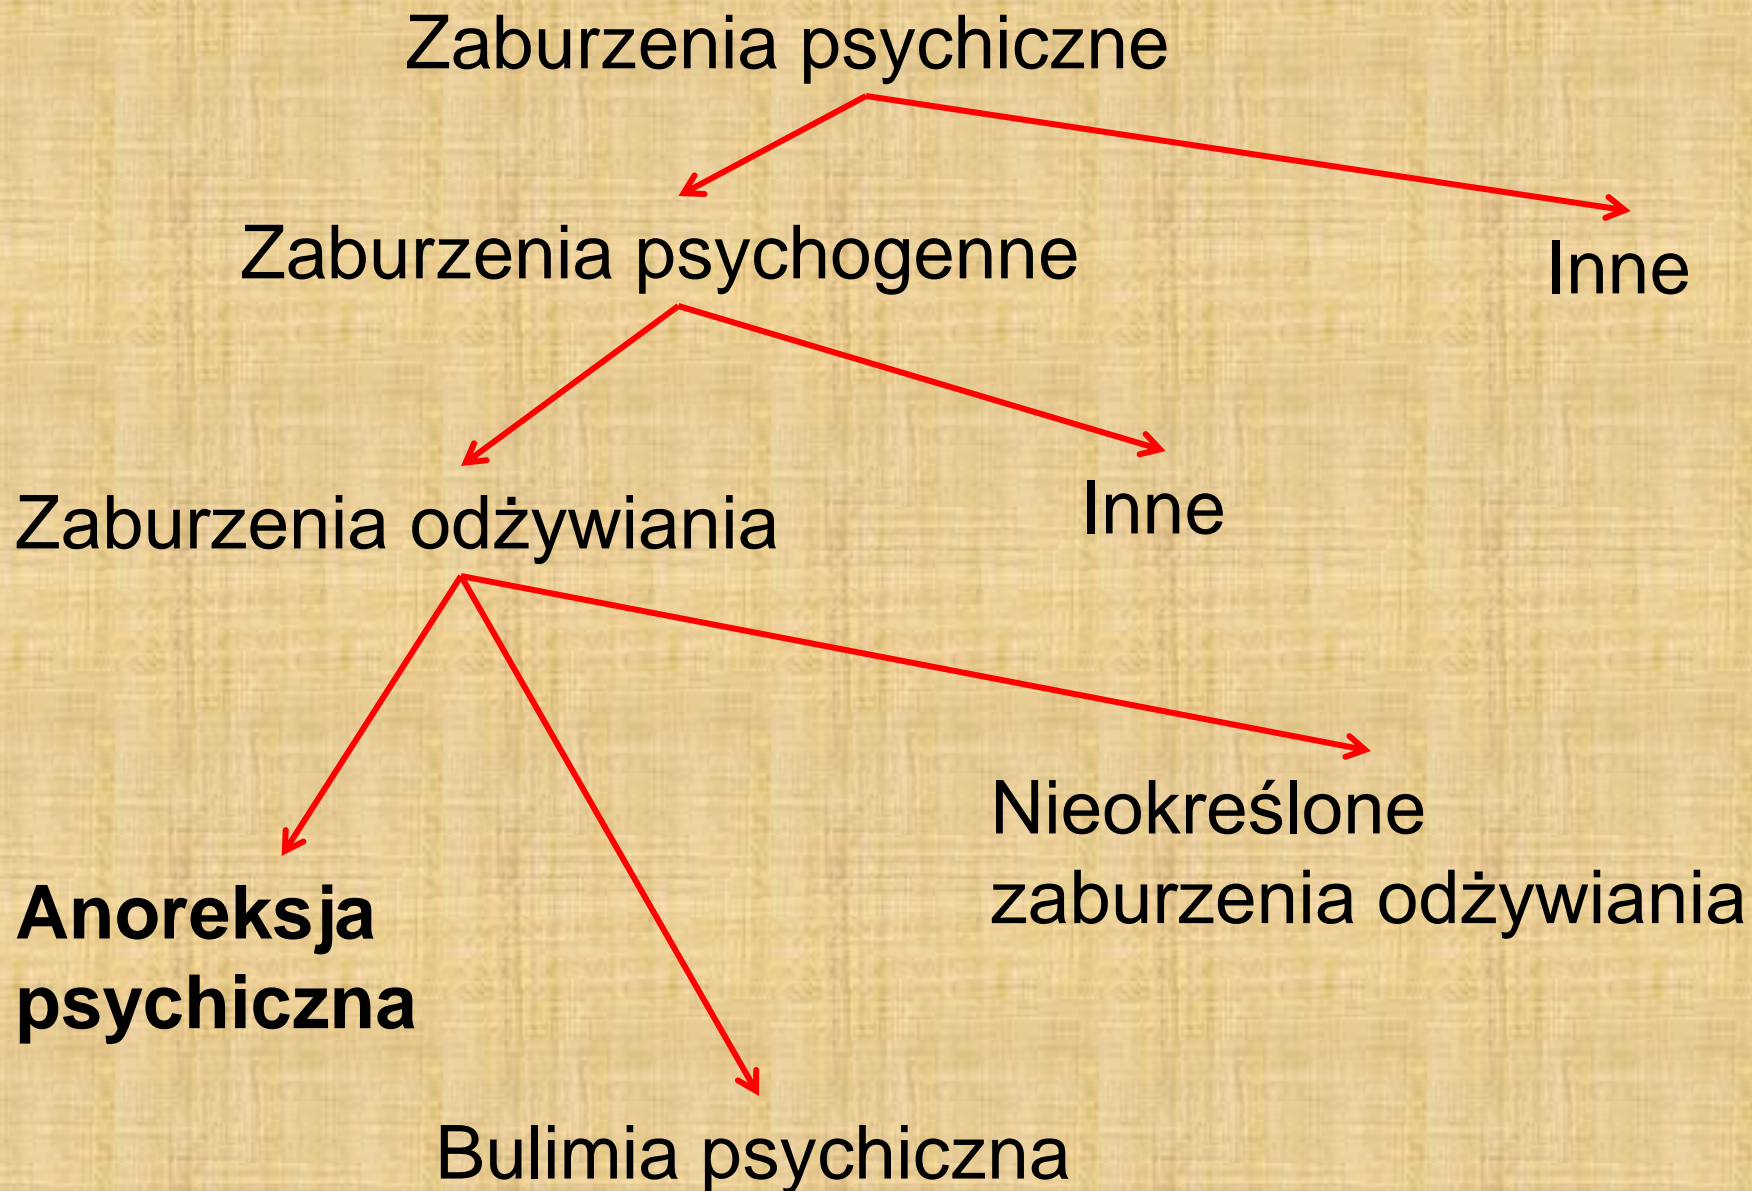 Zaburzenia psychiczne
Zaburzenia psychogenne
Inne
Zaburzenia odżywiania
Inne
Nieokreślone
zaburzenia odżywiania
Anoreksja
psychiczna
Bulimia psychiczna